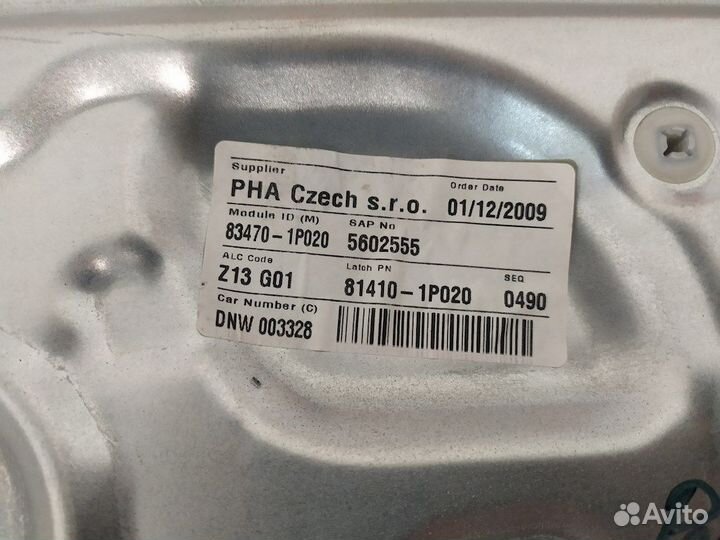 Supplier
Order Date
PHA Czech s.r.o. 01/12/2009
Module ID (M) SAP No
83470-1P020 5602555
ALC Code Latch PN SEQ
Z13 G01 81410-1P020 0490
Car Number (C)
DNW 003328
Avito